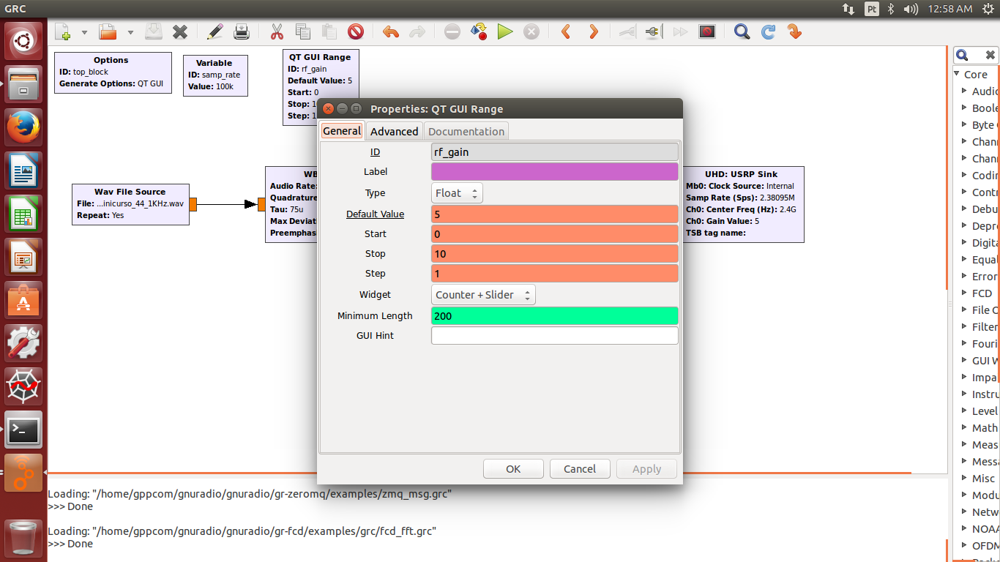 GRC
Pt
12:58 AM
Options
ID: top_block
Generate Options: QT GUI
Variable
ID: samp_rate
Value: 100k
QT GUI Range
ID: rf_gain
Default Value: 5
Start: 0
Stop: 1
Step: 1
Properties: QT GUI Range
General
Advanced
Documentation
ID
rf_gain
Label
Type
Float
Default Value
5
Start
0
Stop
10
Step
1
Widget
Counter + Slider
Minimum Length
200
GUI Hint
OK
Cancel
Apply
Wav File Source
File: ...inicurso_44_1KHz.wav
Repeat: Yes
WB
Audio Rate:
Quadrature
Tau: 75u
Max Deviat
Preemphas
UHD: USRP Sink
Mb0: Clock Source: Internal
Samp Rate (Sps): 2.38095M
Ch0: Center Freq (Hz): 2.4G
Ch0: Gain Value: 5
TSB tag name:
Core
Audio
Boole
Byte
Chan
Chann
Codin
Contr
Debu
Depre
Digita
Equal
Error
FCD
File O
Filter
Fouri
GUI W
Impa
Instru
Level
Math
Meas
Messa
Misc
Modu
Netw
NOAA
OFDM
Loading: "/home/gppcom/gnuradio/gnuradio/gr-zeromq/examples/zmq_msg.grc"
>>> Done
Loading: "/home/gppcom/gnuradio/gnuradio/gr-fcd/examples/grc/fcd_fft.grc"
>>> Done